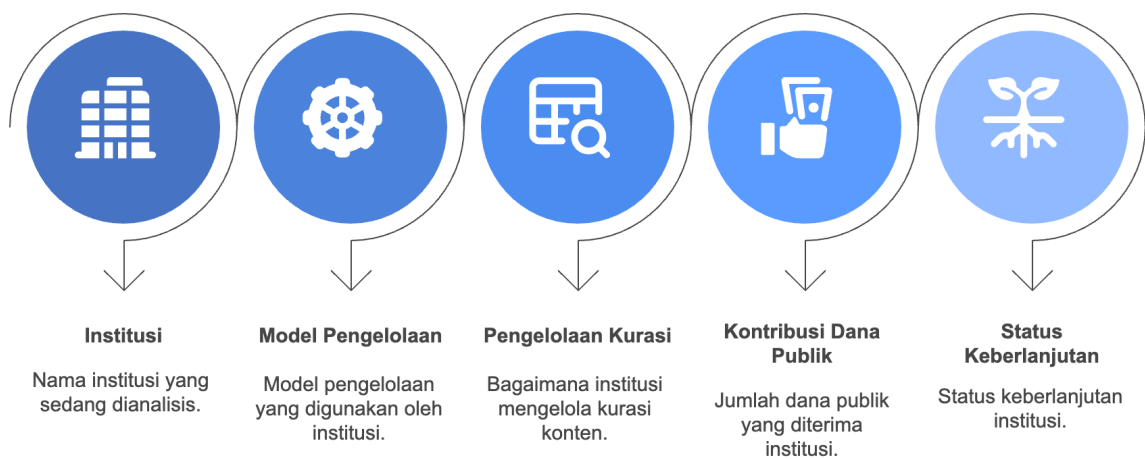 Institusi
Nama institusi yang
sedang dianalisis.
Model Pengelolaan
Model pengelolaan
yang digunakan oleh
institusi.
Pengelolaan Kurasi
Bagaimana institusi
mengelola kurasi
konten.
Kontribusi Dana
Publik
Jumlah dana publik
yang diterima
institusi.
Status
Keberlanjutan
Status keberlanjutan
institusi.